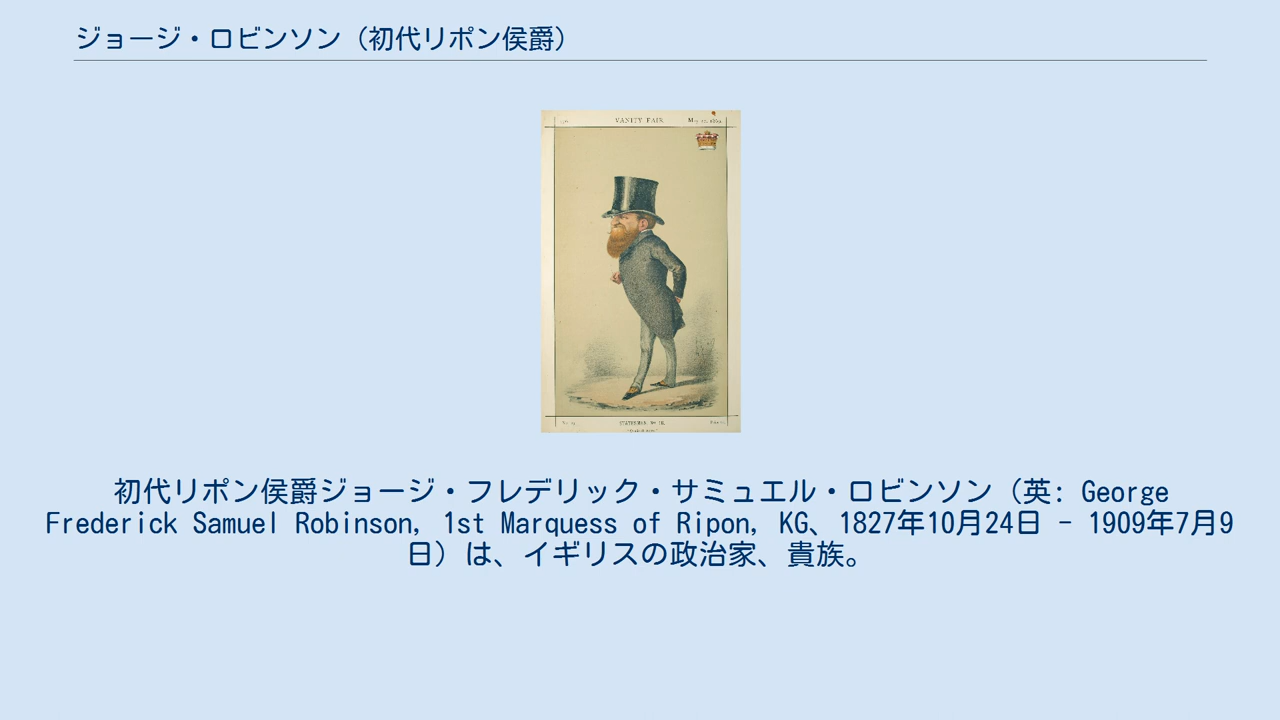 ジョージ・ロビンソン（初代リポン侯爵）
VANITY FAIR
STATESMEN, No 18.
初代リポン侯爵ジョージ・フレデリック・サミュエル・ロビンソン（英: George
Frederick Samuel Robinson, 1st Marquess of Ripon, KG、1827年10月24日 - 1909年7月9
日）は、イギリスの政治家、貴族。